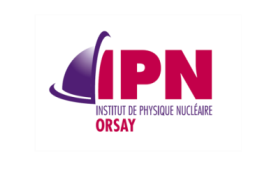 IPN
INSTITUT DE PHYSIQUE NUCLÉAIRE
ORSAY